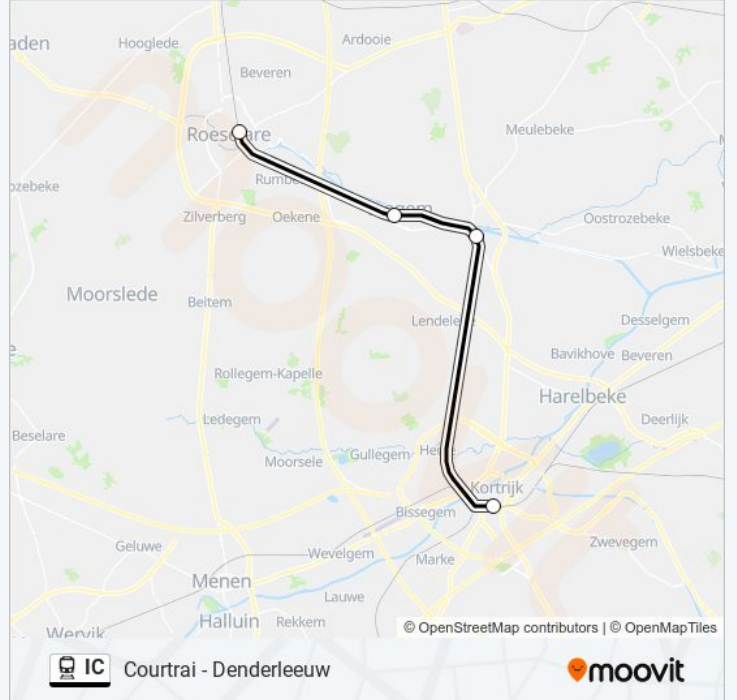 aden
Hooglede
Ardooie
Beveren
Meulebeke
Rumbe
ozebeke
Zilverberg
Oekene
Oostrozebeke
Wielsbeke
Moorslede
Beitem
Lendelede
Desselgem
Bavikhove Beveren
Rollegem-Kapelle
Harelbeke
Ledegem
Deerlijk
Beselare
Moorsele
Gullegem
Kortrijk
Bissegem
Zwevegem
Geluwe
Wevelgem
Marke
Menen
Lauwe
Halluin
Rekkem
Wervik
© OpenStreetMap contributors | © OpenMapTiles
IC Courtrai - Denderleeuw
moovit